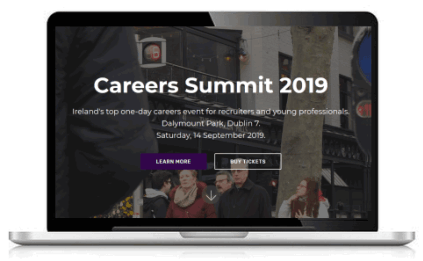 Careers Summit 2019
Ireland's top one-day careers event for recruiters and young professionals.
Dalymount Park, Dublin 7.
Saturday, 14 September 2019.
LEARN MORE
BUY TICKETS